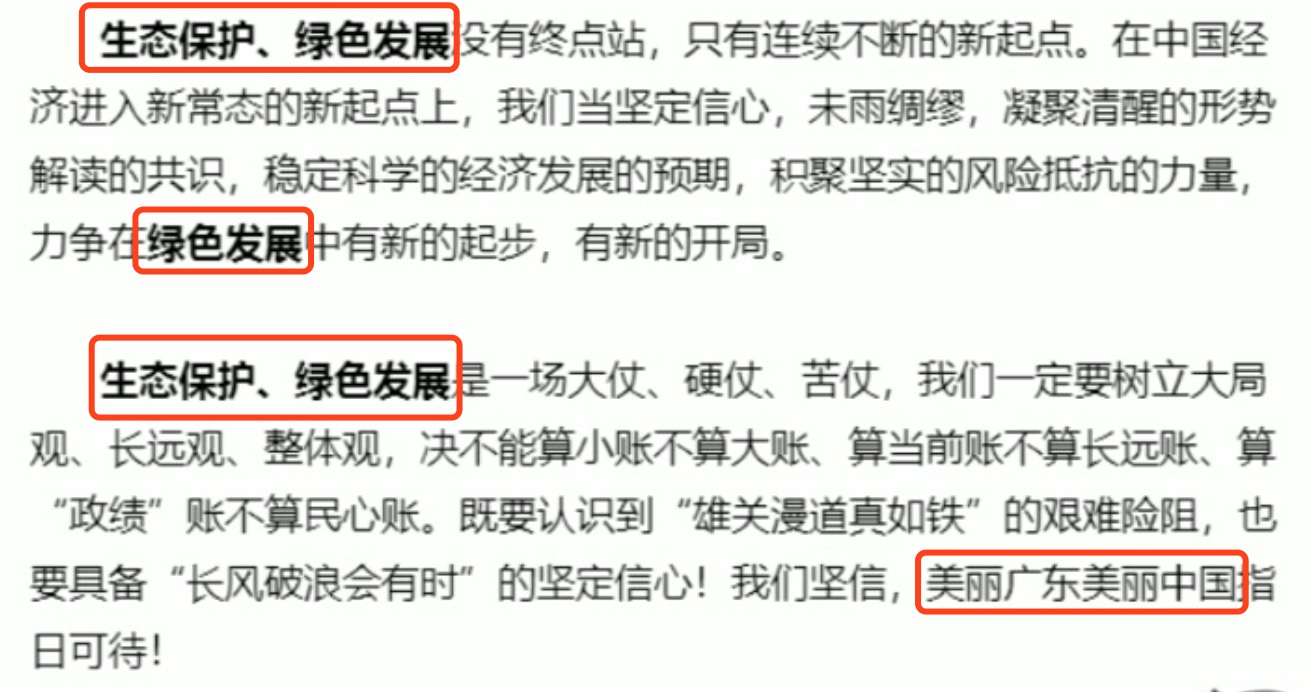 生态保护、绿色发展没有终点站，只有连续不断的新起点。在中国经
济进入新常态的新起点上，我们当坚定信心，未雨绸缪，凝聚清醒的形势
解读的共识，稳定科学的经济发展的预期，积聚坚实的风险抵抗的力量，
力争在绿色发展中有新的起步，有新的开局。
生态保护、绿色发展是一场大仗、硬仗、苦仗，我们一定要树立大局
观、长远观、整体观，决不能算小账不算大账、算当前账不算长远账、算
“政绩”账不算民心账。既要认识到“雄关漫道真如铁”的艰难险阻，也
要具备“长风破浪会有时”的坚定信心！我们坚信，美丽广东美丽中国指
日可待！